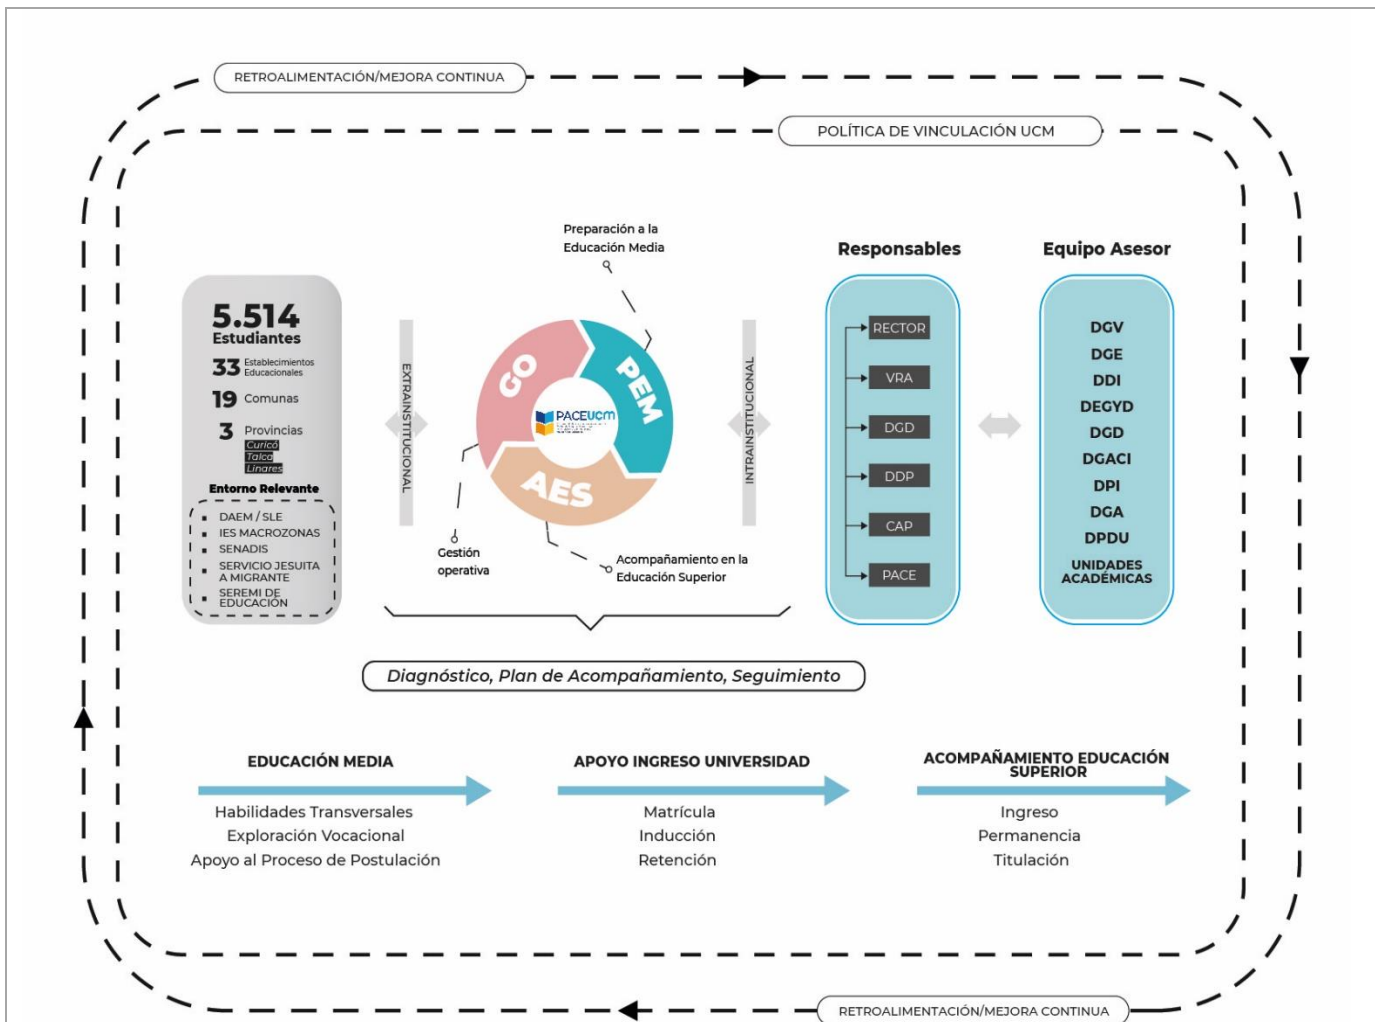 RETROALIMENTACIÓN/MEJORA CONTINUA
POLÍTICA DE VINCULACIÓN UCM
5.514
Estudiantes
33 Establecimientos
Educacionales
19 Comunas
3 Provincias
Curicó
Talca
Linares
Entorno Relevante
DAEM / SLE
IES MACROZONAS
SENADIS
SERVICIO JESUITA
A MIGRANTE
SEREMI DE
EDUCACIÓN
EXTRAINSTITUCIONAL
Preparación a la
Educación Media
GO
PEM
AES
PACEUCM
Gestión
operativa
Acompañamiento en la
Educación Superior
INTRAINSTITUCIONAL
Responsables
RECTOR
VRA
DGD
DDP
CAP
PACE
Equipo Asesor
DGV
DGE
DDI
DEGYD
DGD
DGACI
DPI
DGA
DPDU
UNIDADES
ACADÉMICAS
Diagnóstico, Plan de Acompañamiento, Seguimiento
EDUCACIÓN MEDIA
Habilidades Transversales
Exploración Vocacional
Apoyo al Proceso de Postulación
APOYO INGRESO UNIVERSIDAD
Matrícula
Inducción
Retención
ACOMPAÑAMIENTO EDUCACIÓN
SUPERIOR
Ingreso
Permanencia
Titulación
RETROALIMENTACIÓN/MEJORA CONTINUA